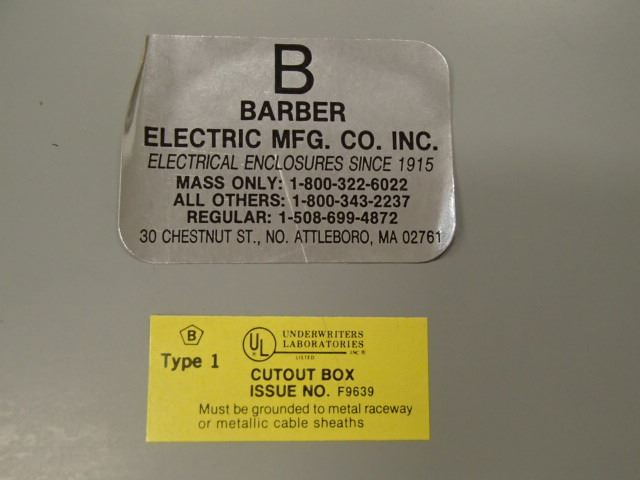 B
BARBER
ELECTRIC MFG. CO. INC.
ELECTRICAL ENCLOSURES SINCE 1915
MASS ONLY: 1-800-322-6022
ALL OTHERS: 1-800-343-2237
REGULAR: 1-508-699-4872
30 CHESTNUT ST., NO. ATTLEBORO, MA 02761
B
Type 1
UL
UNDERWRITERS
LABORATORIES
INC ®
LISTED
CUTOUT BOX
ISSUE NO. F9639
Must be grounded to metal raceway
or metallic cable sheaths